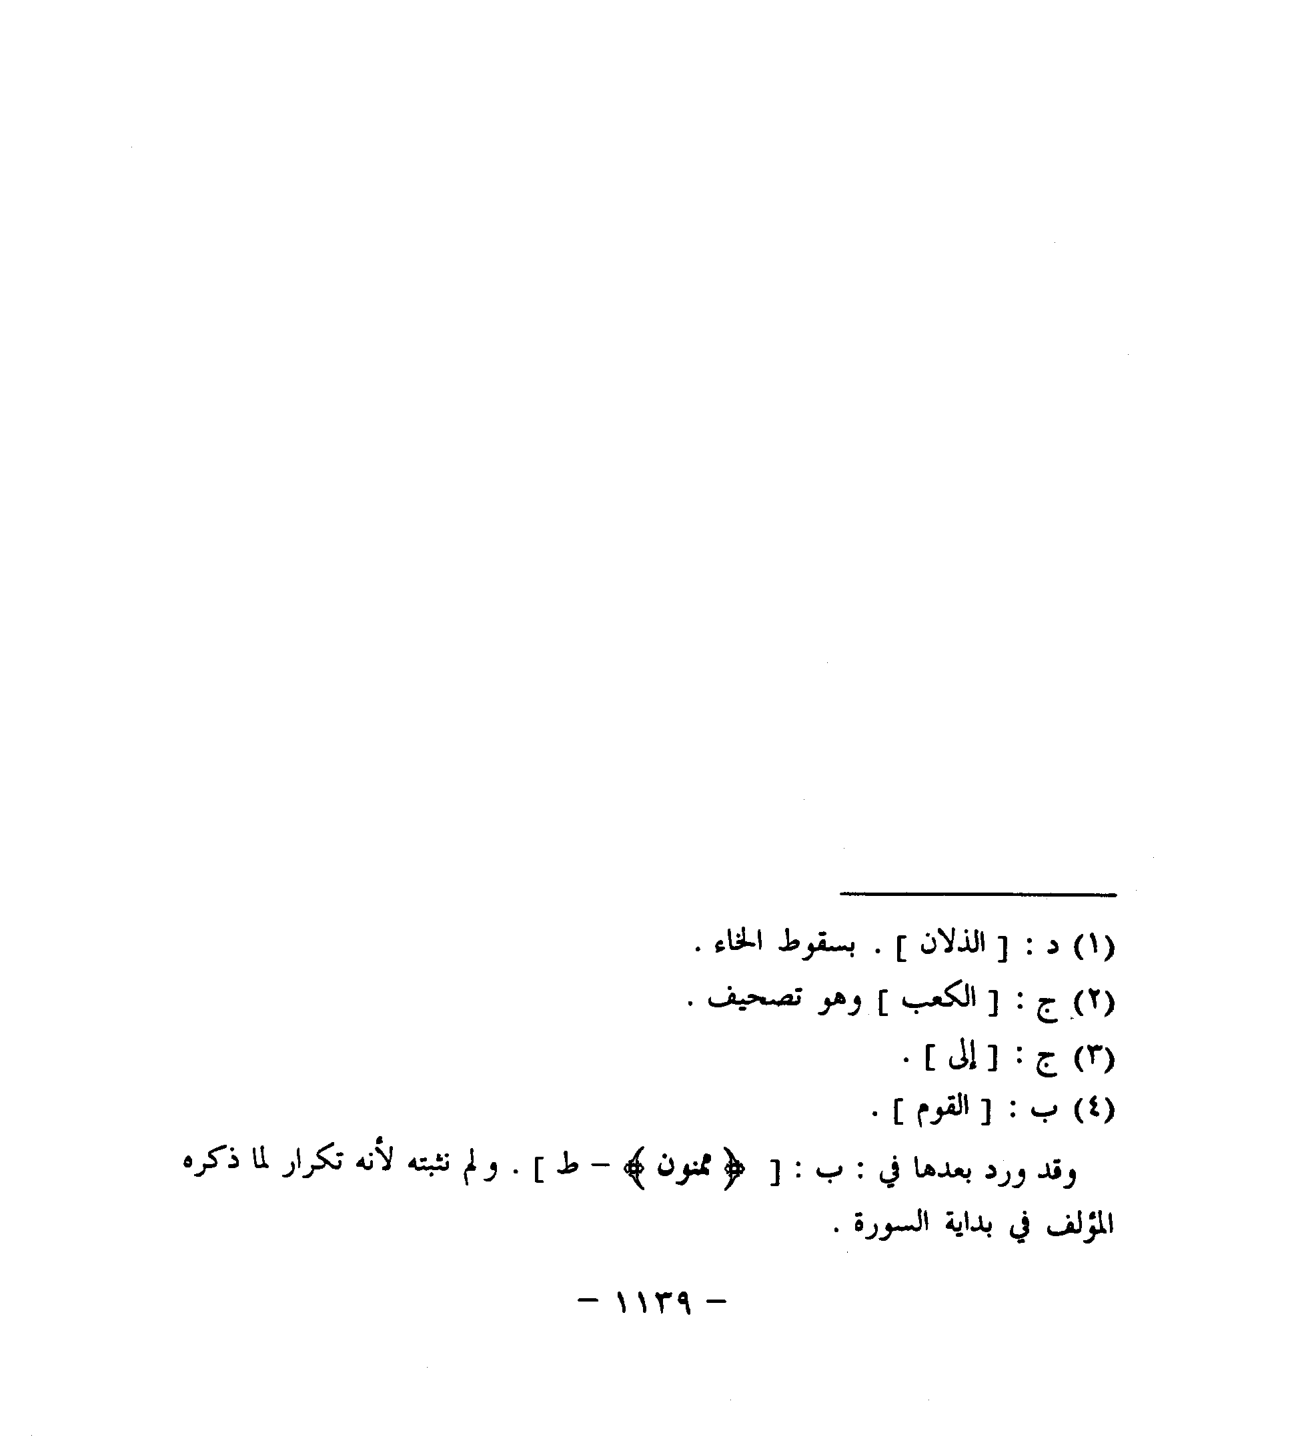 (١) د : [ الذلان ] . بسقوط الخاء .
(٢) ج : [ الكعب ] وهو تصحيف .
(٣) ج : [ إلى ] .
(٤) ب : [ القوم ] .
وقد ورد بعدها في : ب : [ ﴿ ممنون ﴾ – ط ] . ولم نثبته لأنه تكرار لما ذكره
المؤلف في بداية السورة .
– ١١٣٩ –